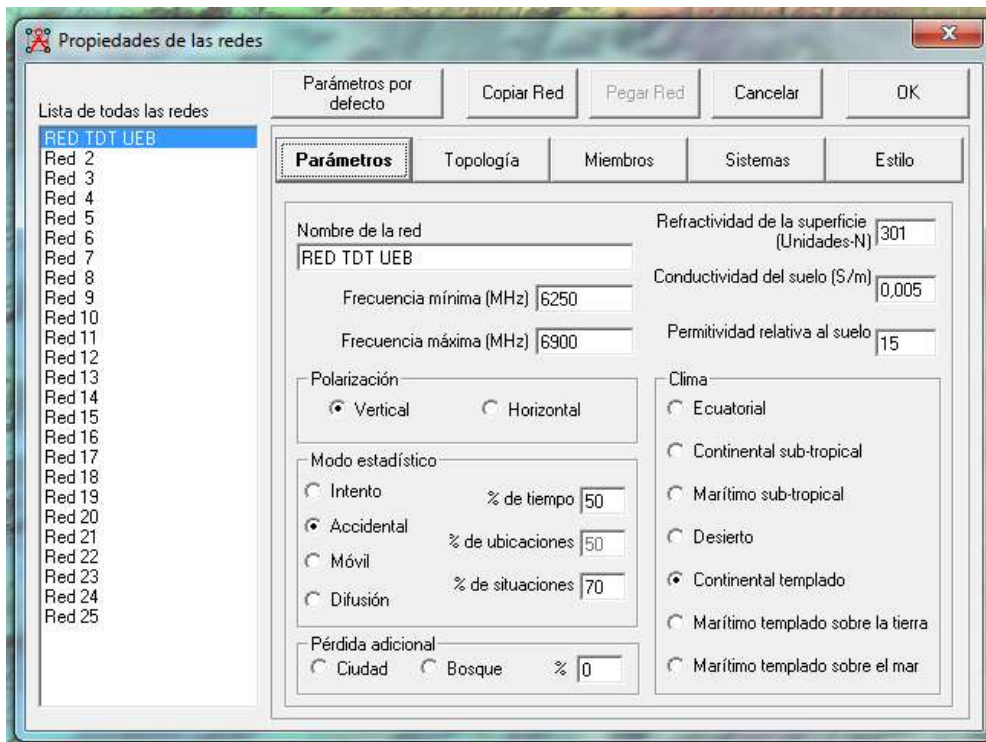 Propiedades de las redes
Lista de todas las redes
RED TDT UEB
Red 2
Red 3
Red 4
Red 5
Red 6
Red 7
Red 8
Red 9
Red 10
Red 11
Red 12
Red 13
Red 14
Red 15
Red 16
Red 17
Red 18
Red 19
Red 20
Red 21
Red 22
Red 23
Red 24
Red 25
Parámetros por
defecto
Copiar Red
Pegar Red
Cancelar
OK
Parámetros
Topología
Miembros
Sistemas
Estilo
Nombre de la red
RED TDT UEB
Frecuencia mínima (MHz) 6250
Frecuencia máxima (MHz) 6900
Refractividad de la superficie
(Unidades-N) 301
Conductividad del suelo (S/m) 0,005
Permitividad relativa al suelo 15
Polarización
Vertical Horizontal
Modo estadístico
Intento
Accidental
Móvil
Difusión
% de tiempo 50
% de ubicaciones 50
% de situaciones 70
Pérdida adicional
Ciudad Bosque % 0
Clima
Ecuatorial
Continental sub-tropical
Marítimo sub-tropical
Desierto
Continental templado
Marítimo templado sobre la tierra
Marítimo templado sobre el mar